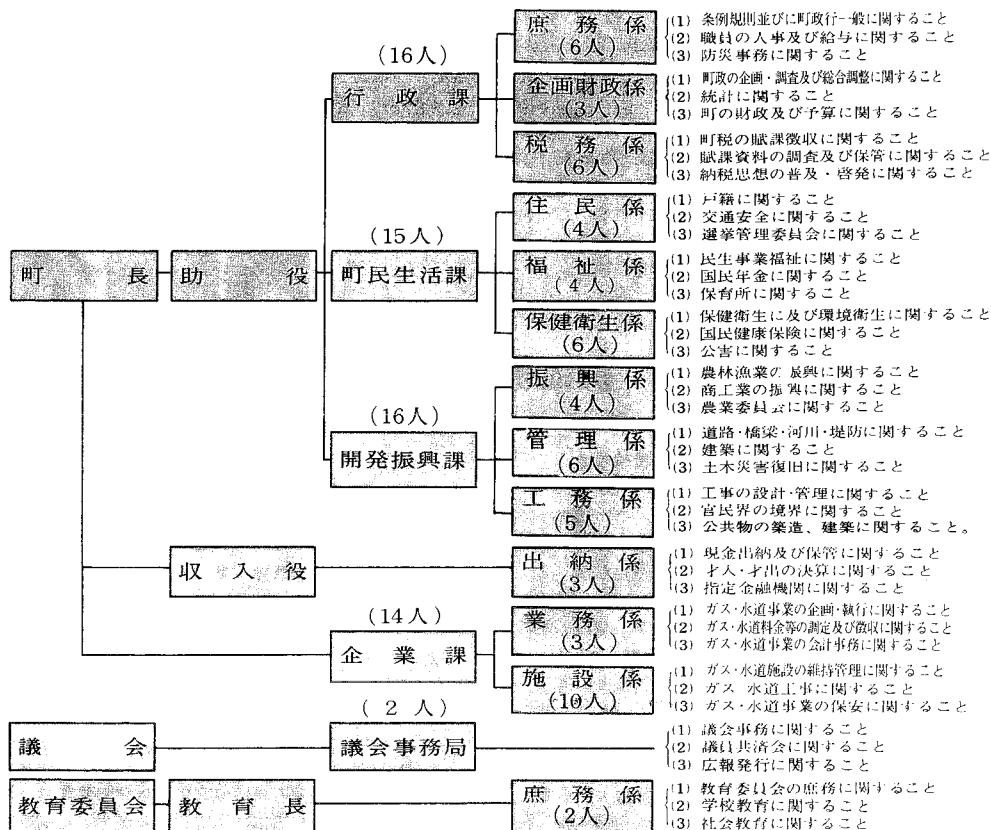 町長
助役
(16人)
行政課
庶務係
(6人)
(1) 条例規則並びに町政行一般に関すること
(2) 職員の人事及び給与に関すること
(3) 防災事務に関すること
企画財政係
(3人)
(1) 町政の企画・調査及び総合調整に関すること
(2) 統計に関すること
(3) 町の財政及び予算に関すること
税務係
(6人)
(1) 町税の賦課徴収に関すること
(2) 賦課資料の調査及び保管に関すること
(3) 納税思想の普及・啓発に関すること
(15人)
町民生活課
住民係
(4人)
(1) 戸籍に関すること
(2) 交通安全に関すること
(3) 選挙管理委員会に関すること
福祉係
(4人)
(1) 民生事業福祉に関すること
(2) 国民年金に関すること
(3) 保育所に関すること
保健衛生係
(6人)
(1) 保健衛生に及び環境衛生に関すること
(2) 国民健康保険に関すること
(3) 公害に関すること
(16人)
開発振興課
振興係
(4人)
(1) 農林漁業の振興に関すること
(2) 商工業の振興に関すること
(3) 農業委員会に関すること
管理係
(6人)
(1) 道路・橋梁・河川・堤防に関すること
(2) 建築に関すること
(3) 土木災害復旧に関すること
工務係
(5人)
(1) 工事の設計・管理に関すること
(2) 官民界の境界に関すること
(3) 公共物の築造、建築に関すること。
収入役
出納係
(3人)
(1) 現金出納及び保管に関すること
(2) 才入・才出の決算に関すること
(3) 指定金融機関に関すること
(14人)
企業課
業務係
(3人)
(1) ガス・水道事業の企画・執行に関すること
(2) ガス・水道料金等の調定及び徴収に関すること
(3) ガス・水道事業の会計事務に関すること
施設係
(10人)
(1) ガス・水道施設の維持管理に関すること
(2) ガス 水道工事に関すること
(3) ガス・水道事業の保安に関すること
議会
(2人)
議会事務局
(1) 議会事務に関すること
(2) 議員共済会に関すること
(3) 広報発行に関すること
教育委員会
教育長
庶務係
(2人)
(1) 教育委員会の庶務に関すること
(2) 学校教育に関すること
(3) 社会教育に関すること